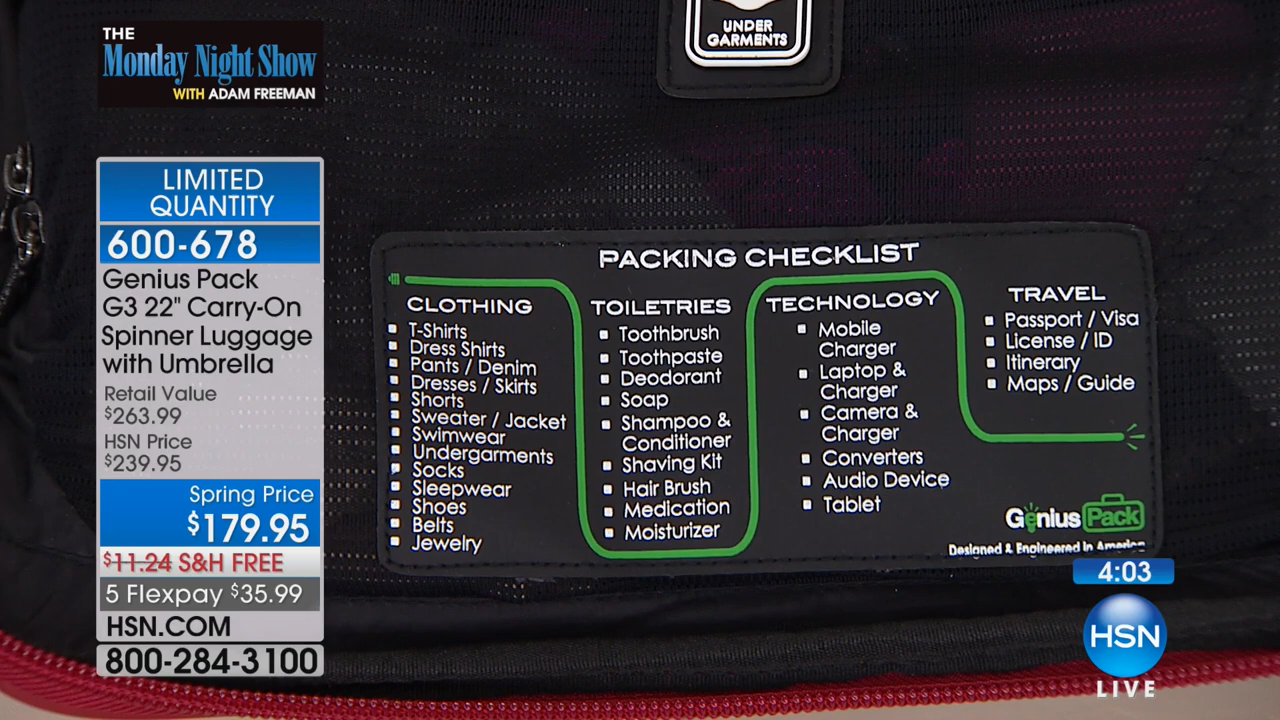 THE
Monday Night Show
WITH ADAM FREEMAN
LIMITED
QUANTITY
600-678
Genius Pack
G3 22" Carry-On
Spinner Luggage
with Umbrella
Retail Value
$263.99
HSN Price
$239.95
Spring Price
$179.95
$11.24 S&H FREE
5 Flexpay $35.99
HSN.COM
800-284-3100
UNDER
GARMENTS
PACKING CHECKLIST
CLOTHING
T-Shirts
Dress Shirts
Pants / Denim
Dresses / Skirts
Shorts
Sweater / Jacket
Swimwear
Undergarments
Socks
Sleepwear
Shoes
Belts
Jewelry
TOILETRIES
Toothbrush
Toothpaste
Deodorant
Soap
Shampoo &
Conditioner
Shaving Kit
Hair Brush
Medication
Moisturizer
TECHNOLOGY
Mobile
Charger
Laptop &
Charger
Camera &
Charger
Converters
Audio Device
Tablet
TRAVEL
Passport / Visa
License / ID
Itinerary
Maps / Guide
Genius Pack
Designed & Engineered in America
4:03
HSN
LIVE